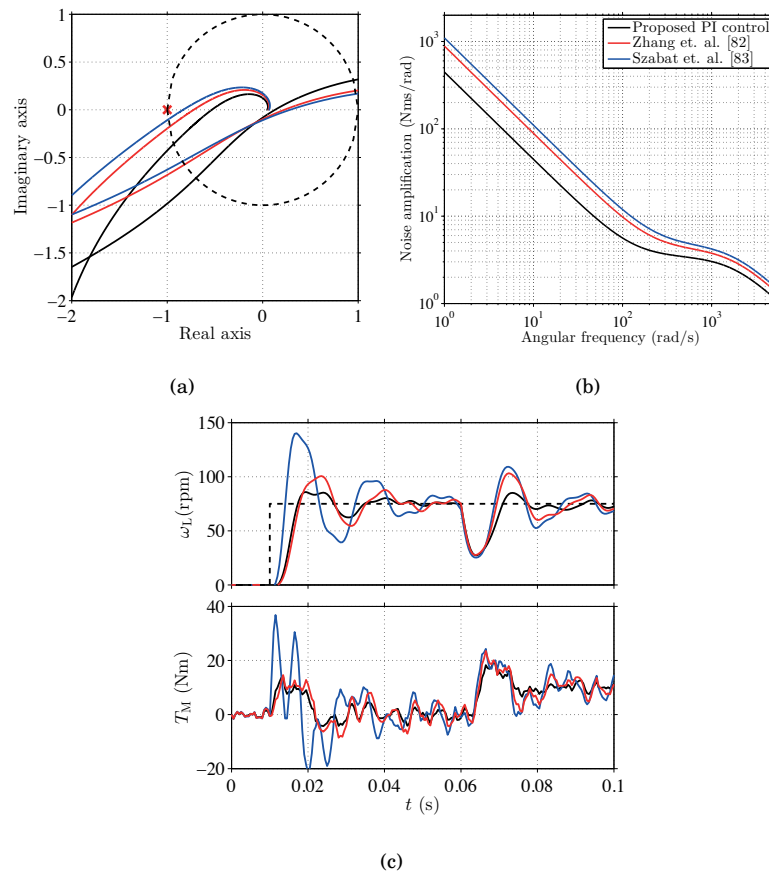 1
0.5
0
−0.5
−1
−1.5
−2
−2
−1
0
1
Imaginary axis
Real axis
(a)
10^3
10^2
10^1
10^0
10^0
10^1
10^2
10^3
Noise amplification (Nms/rad)
Angular frequency (rad/s)
Proposed PI control
Zhang et. al. [82]
Szabat et. al. [83]
(b)
150
100
50
0
ω_L (rpm)
40
20
0
−20
T_M (Nm)
0
0.02
0.04
0.06
0.08
0.1
t (s)
(c)